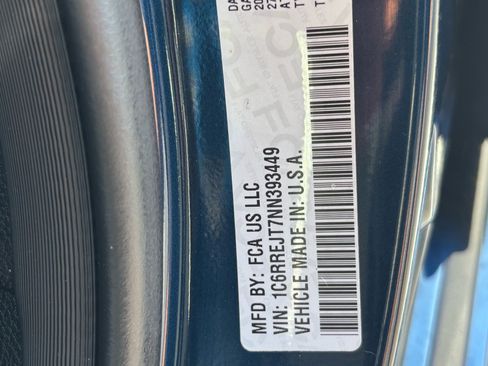 MFD BY: FCA US LLC
VIN: 1C6RREJT7NN393449
VEHICLE MADE IN: U.S.A.